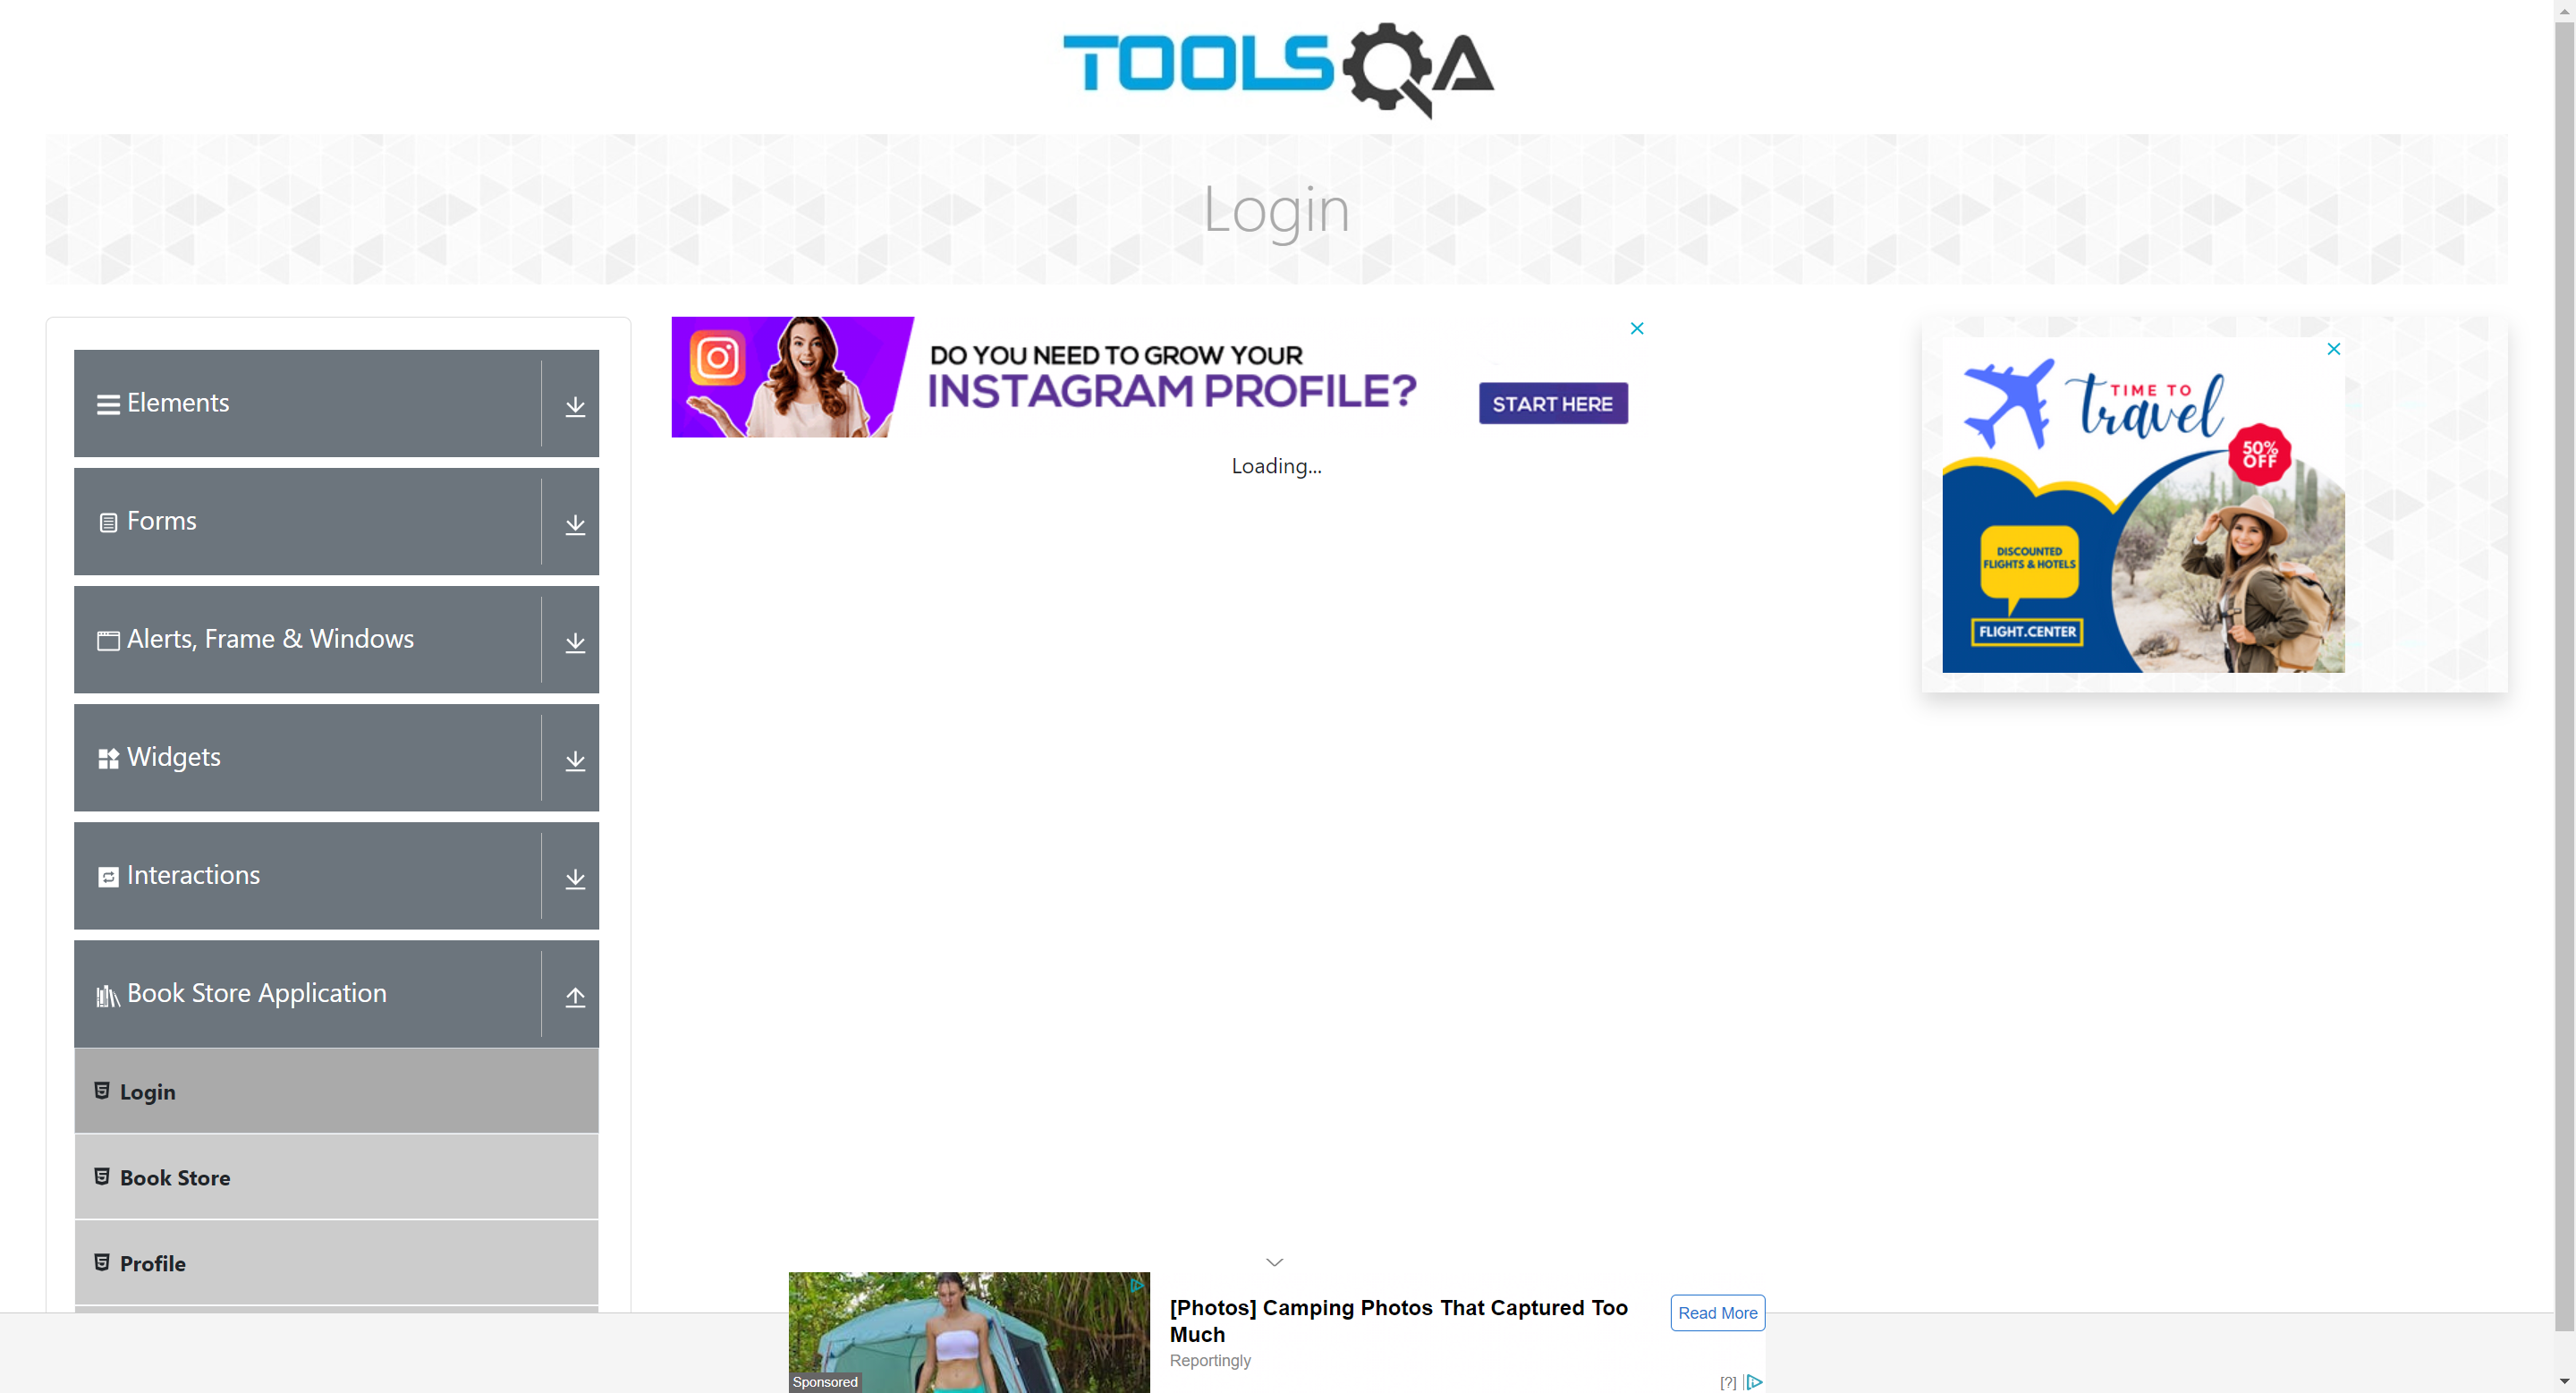 TOOLSQA
Login
Elements
Forms
Alerts, Frame & Windows
Widgets
Interactions
Book Store Application
Login
Book Store
Profile
DO YOU NEED TO GROW YOUR
INSTAGRAM PROFILE?
START HERE
Loading...
TIME TO
travel
50%
OFF
DISCOUNTED
FLIGHTS & HOTELS
FLIGHT.CENTER
Sponsored
[Photos] Camping Photos That Captured Too
Much
Reportingly
Read More
[?]